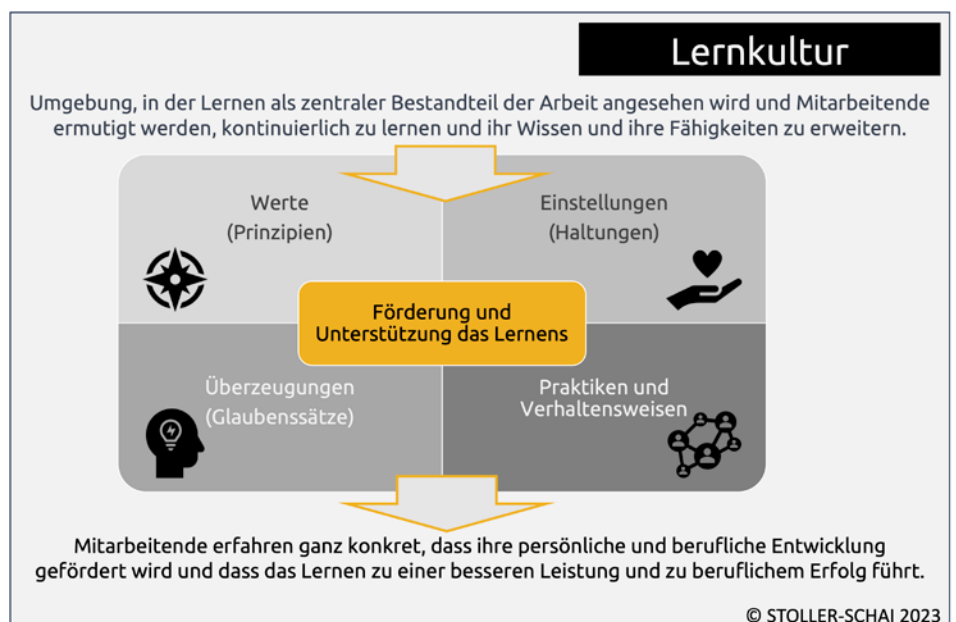 Lernkultur
Umgebung, in der Lernen als zentraler Bestandteil der Arbeit angesehen wird und Mitarbeitende
ermutigt werden, kontinuierlich zu lernen und ihr Wissen und ihre Fähigkeiten zu erweitern.
Werte
(Prinzipien)
Einstellungen
(Haltungen)
Förderung und
Unterstützung das Lernens
Überzeugungen
(Glaubenssätze)
Praktiken und
Verhaltensweisen
Mitarbeitende erfahren ganz konkret, dass ihre persönliche und berufliche Entwicklung
gefördert wird und dass das Lernen zu einer besseren Leistung und zu beruflichem Erfolg führt.
© STOLLER-SCHAI 2023